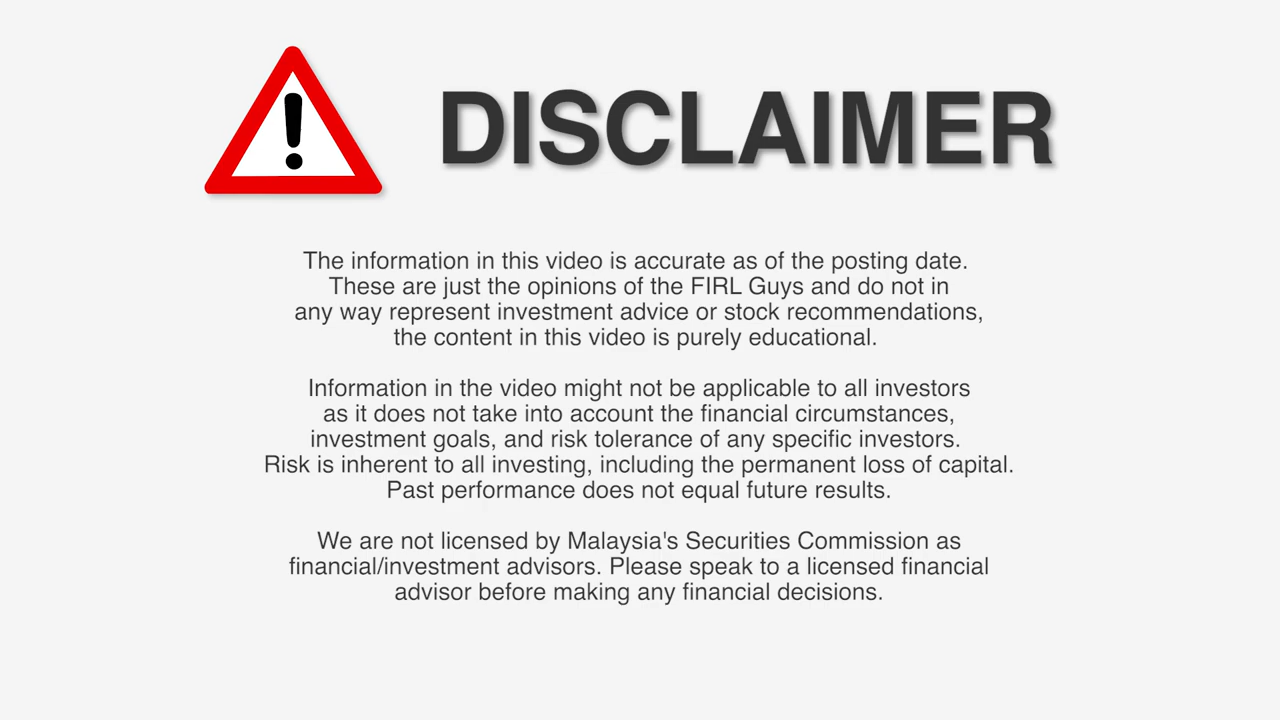 DISCLAIMER
The information in this video is accurate as of the posting date.
These are just the opinions of the FIRL Guys and do not in
any way represent investment advice or stock recommendations,
the content in this video is purely educational.
Information in the video might not be applicable to all investors
as it does not take into account the financial circumstances,
investment goals, and risk tolerance of any specific investors.
Risk is inherent to all investing, including the permanent loss of capital.
Past performance does not equal future results.
We are not licensed by Malaysia's Securities Commission as
financial/investment advisors. Please speak to a licensed financial
advisor before making any financial decisions.